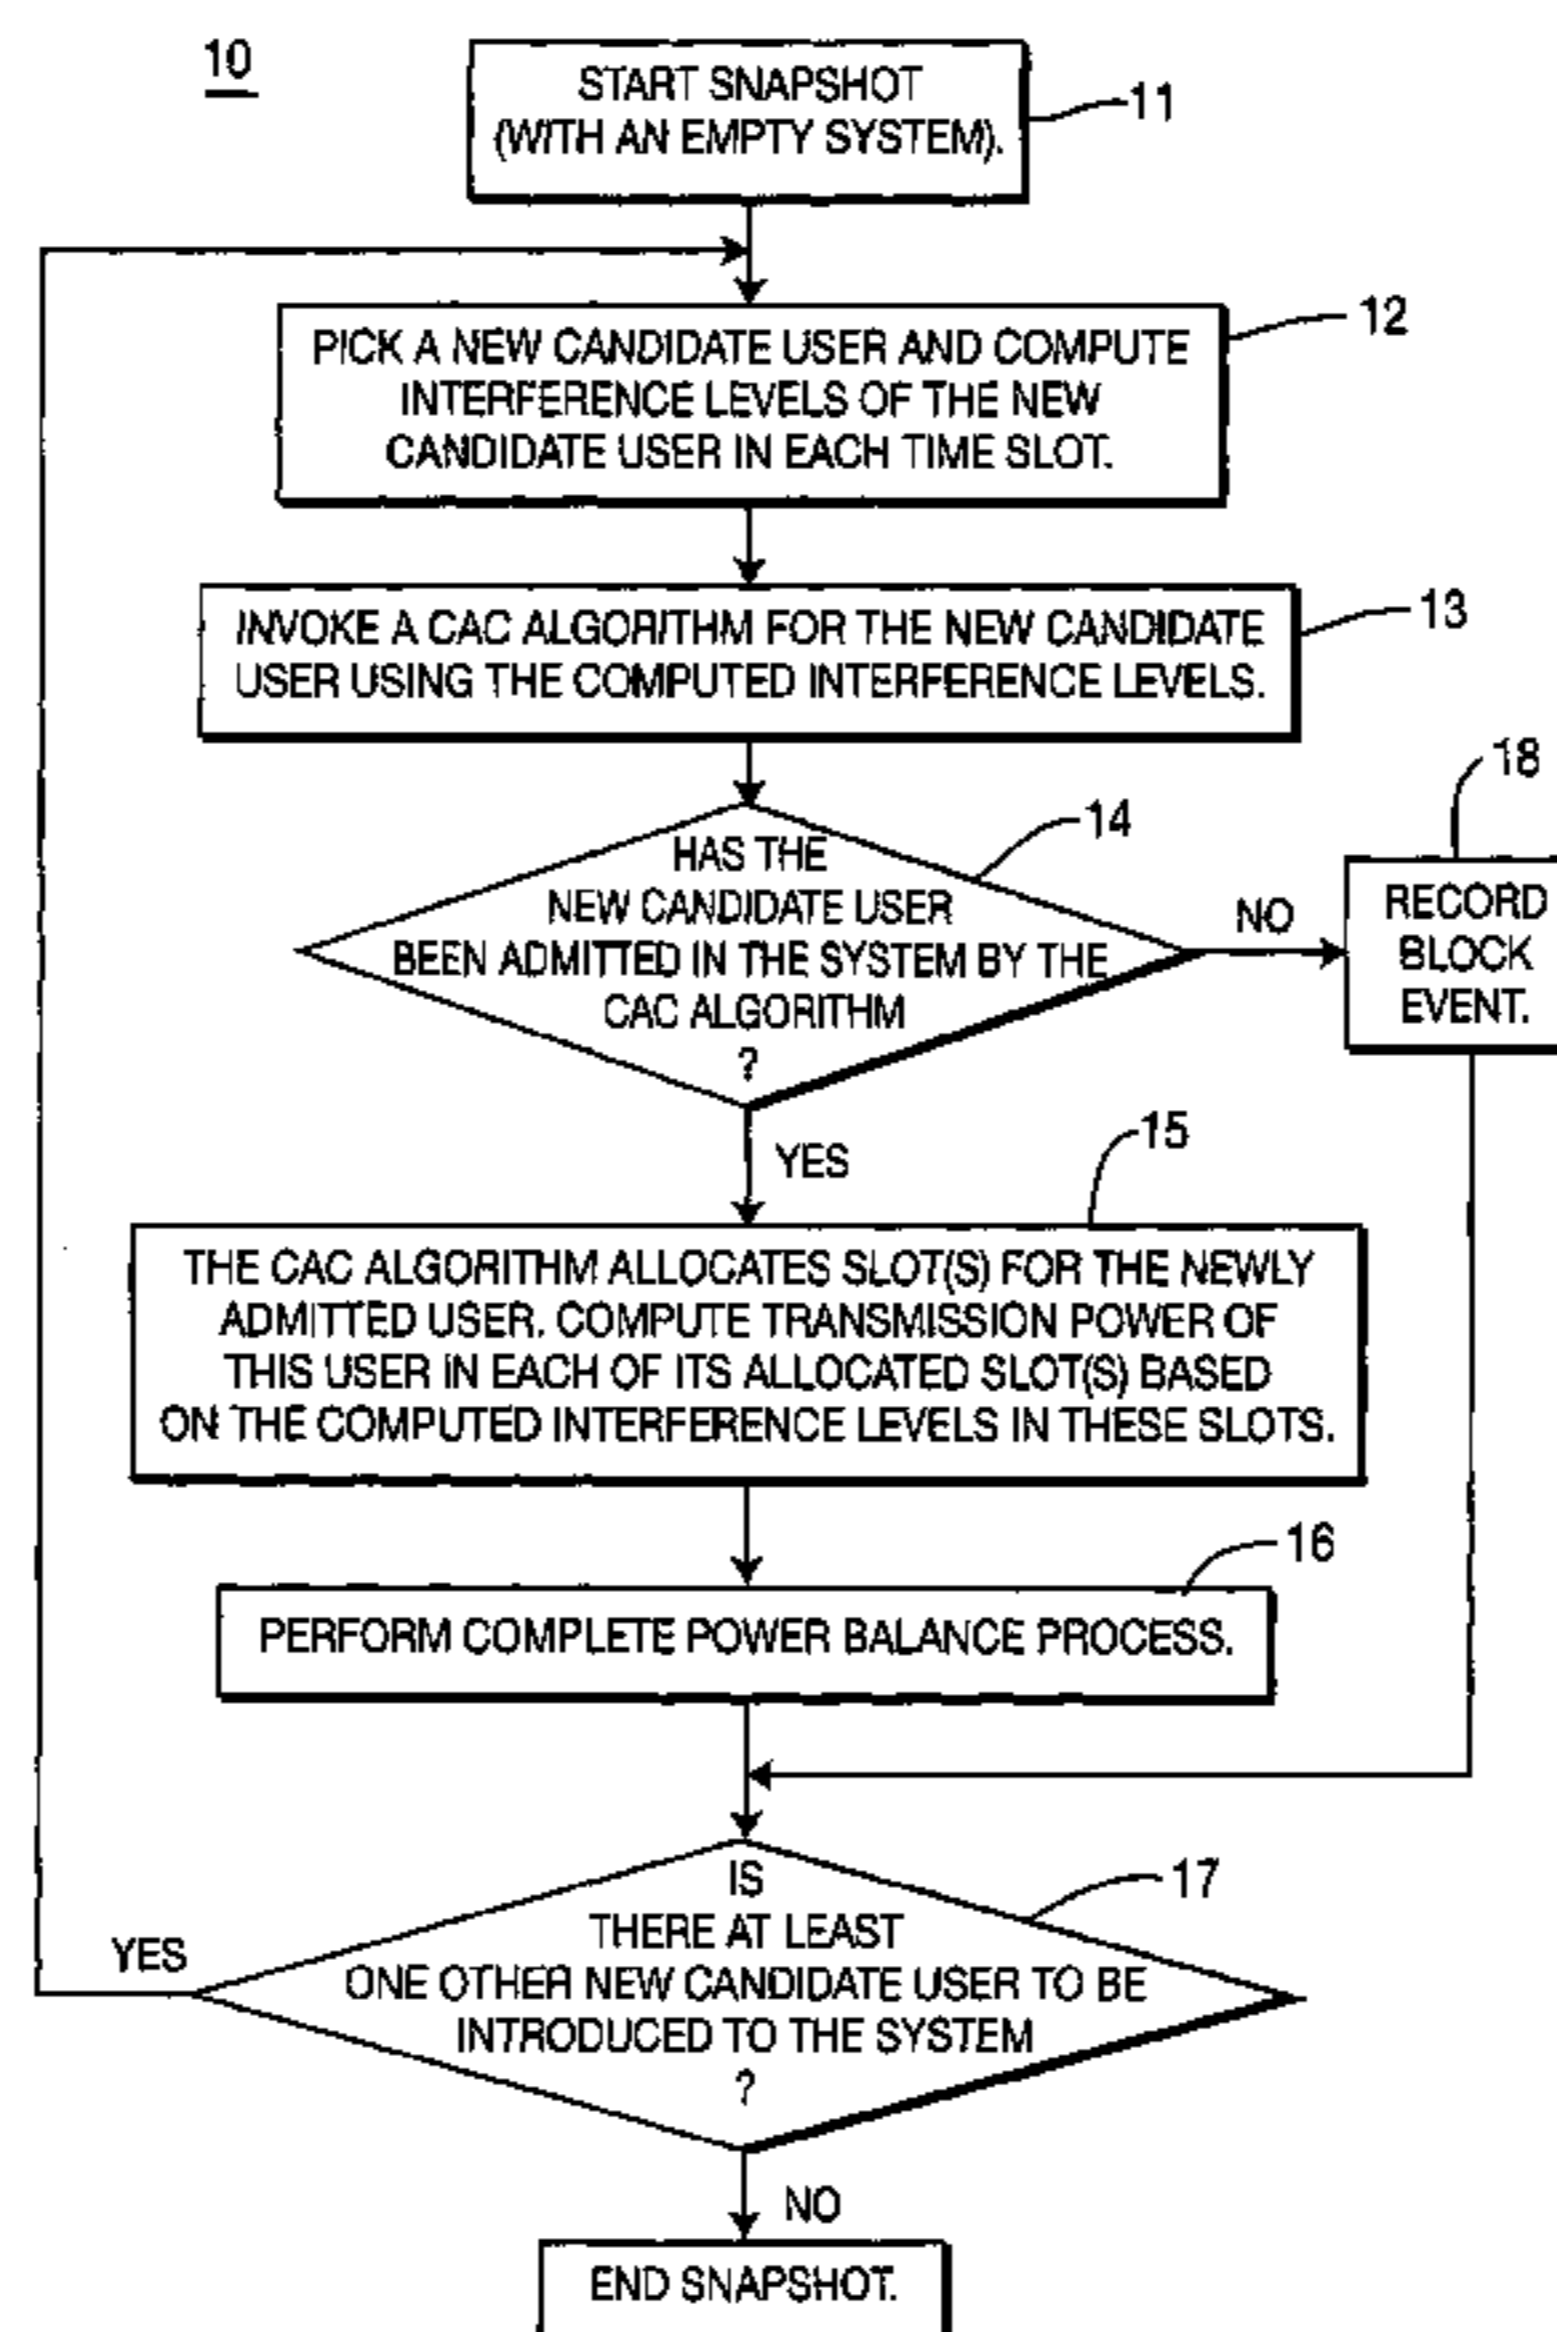 10
START SNAPSHOT
(WITH AN EMPTY SYSTEM).
11
PICK A NEW CANDIDATE USER AND COMPUTE
INTERFERENCE LEVELS OF THE NEW
CANDIDATE USER IN EACH TIME SLOT.
12
INVOKE A CAC ALGORITHM FOR THE NEW CANDIDATE
USER USING THE COMPUTED INTERFERENCE LEVELS.
13
HAS THE
NEW CANDIDATE USER
BEEN ADMITTED IN THE SYSTEM BY THE
CAC ALGORITHM
?
14
NO
18
RECORD
BLOCK
EVENT.
YES
15
THE CAC ALGORITHM ALLOCATES SLOT(S) FOR THE NEWLY
ADMITTED USER. COMPUTE TRANSMISSION POWER OF
THIS USER IN EACH OF ITS ALLOCATED SLOT(S) BASED
ON THE COMPUTED INTERFERENCE LEVELS IN THESE SLOTS.
16
PERFORM COMPLETE POWER BALANCE PROCESS.
17
IS
THERE AT LEAST
ONE OTHER NEW CANDIDATE USER TO BE
INTRODUCED TO THE SYSTEM
?
YES
NO
END SNAPSHOT.